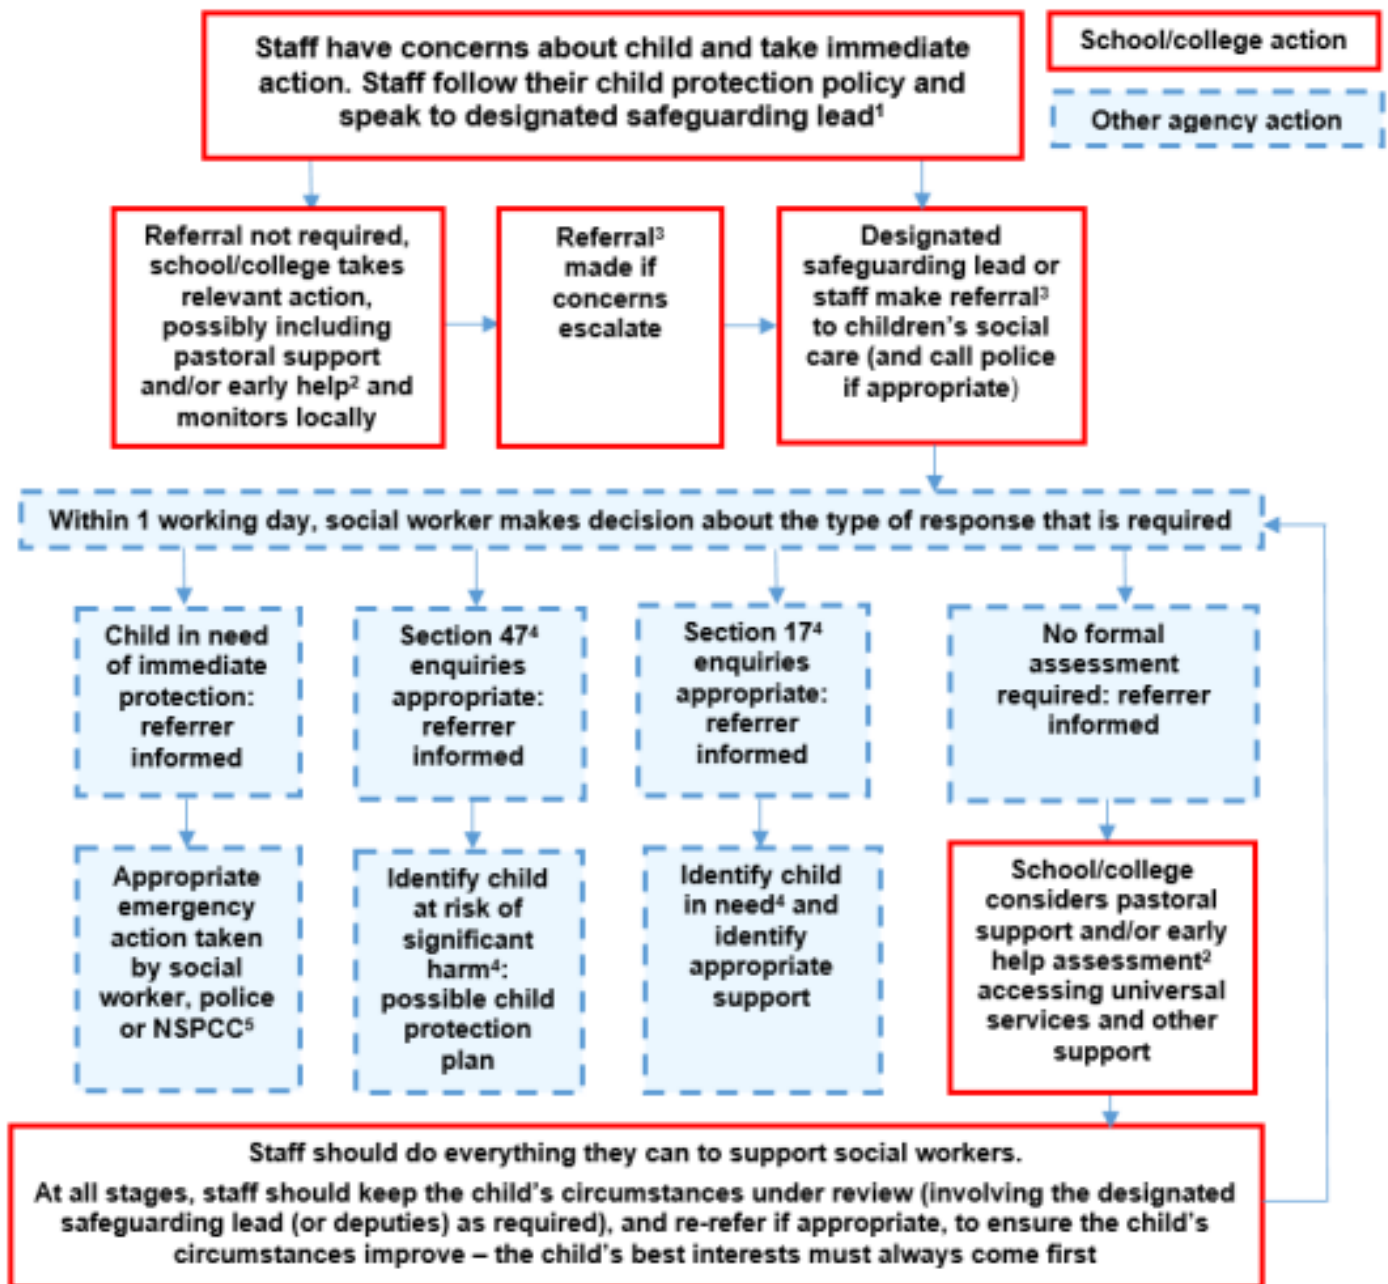 Staff have concerns about child and take immediate
action. Staff follow their child protection policy and
speak to designated safeguarding lead¹
School/college action
Other agency action
Referral not required,
school/college takes
relevant action,
possibly including
pastoral support
and/or early help² and
monitors locally
Referral³
made if
concerns
escalate
Designated
safeguarding lead or
staff make referral³
to children’s social
care (and call police
if appropriate)
Within 1 working day, social worker makes decision about the type of response that is required
Child in need
of immediate
protection:
referrer
informed
Section 47⁴
enquiries
appropriate:
referrer
informed
Section 17⁴
enquiries
appropriate:
referrer
informed
No formal
assessment
required: referrer
informed
Appropriate
emergency
action taken
by social
worker, police
or NSPCC⁵
Identify child
at risk of
significant
harm⁴:
possible child
protection
plan
Identify child
in need⁴ and
identify
appropriate
support
School/college
considers pastoral
support and/or early
help assessment²
accessing universal
services and other
support
Staff should do everything they can to support social workers.
At all stages, staff should keep the child’s circumstances under review (involving the designated
safeguarding lead (or deputies) as required), and re-refer if appropriate, to ensure the child’s
circumstances improve – the child’s best interests must always come first